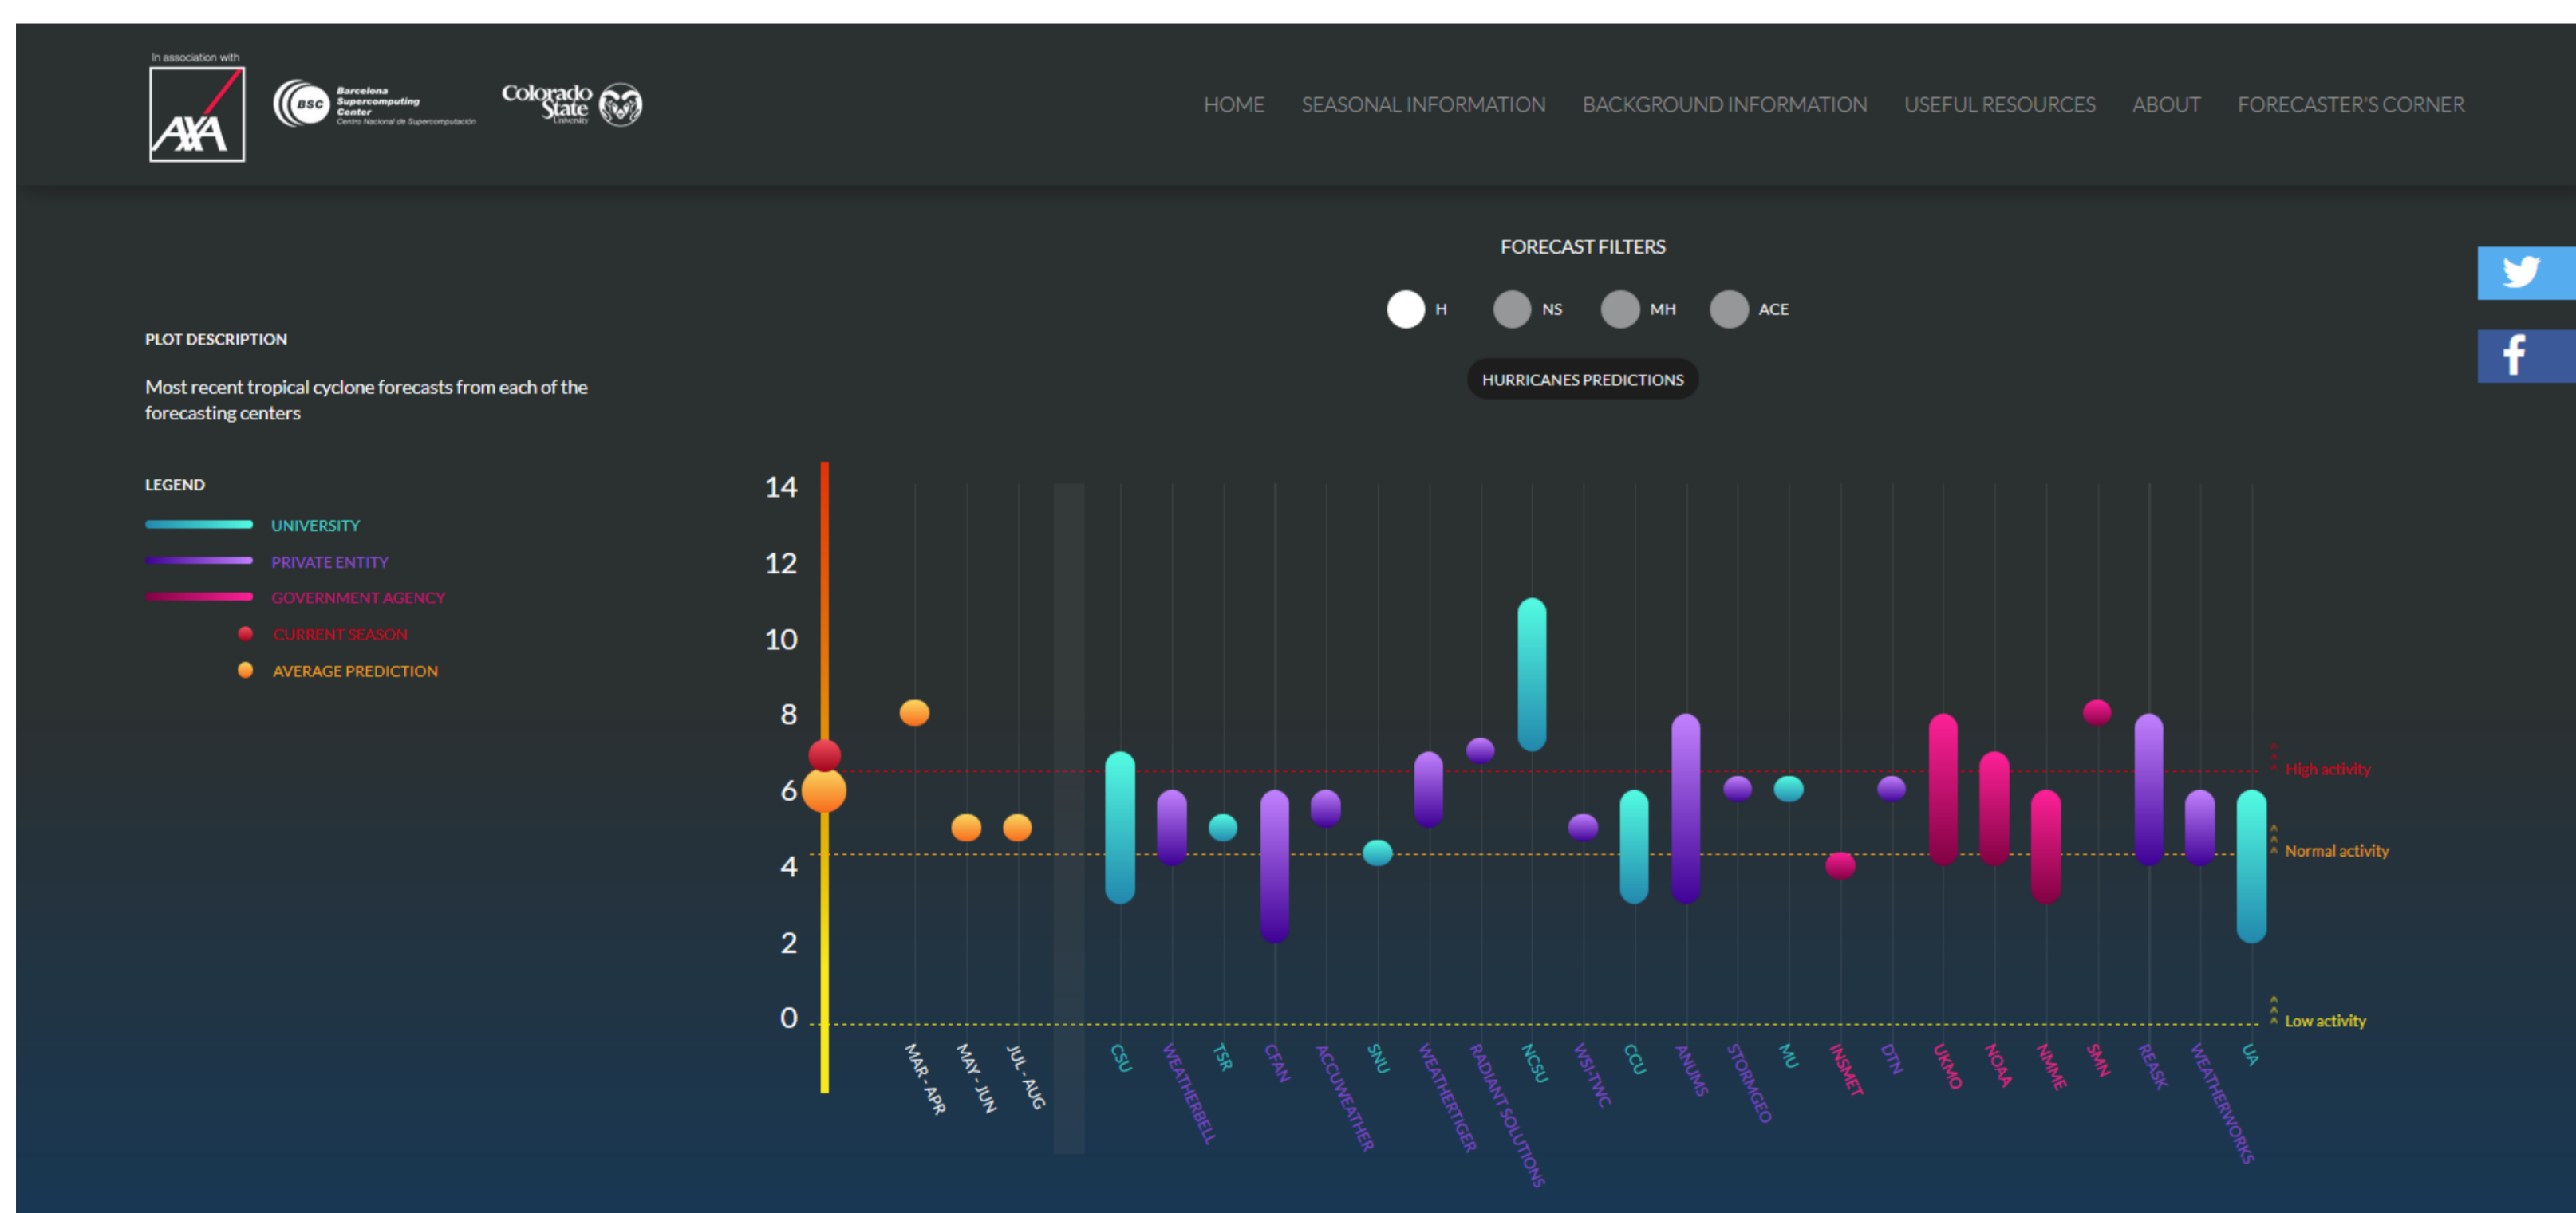 In association with
AXA
BSC
Barcelona
Supercomputing
Center
Centro Nacional de Supercomputación
Colorado
State
University
HOME SEASONAL INFORMATION BACKGROUND INFORMATION USEFUL RESOURCES ABOUT FORECASTER'S CORNER
FORECAST FILTERS
H NS MH ACE
HURRICANES PREDICTIONS
PLOT DESCRIPTION
Most recent tropical cyclone forecasts from each of the
forecasting centers
LEGEND
UNIVERSITY
PRIVATE ENTITY
GOVERNMENT AGENCY
CURRENT SEASON
AVERAGE PREDICTION
14
12
10
8
6
4
2
0
High activity
Normal activity
Low activity
MAR - APR
MAY - JUN
JUL - AUG
CSU
WEATHERBELL
TSR
CFAN
ACCUWEATHER
SNU
WEATHERTIGER
RADIANT SOLUTIONS
NCSU
WSI-TWC
CCU
ANUMS
STORMGEO
MU
INSMET
DTN
UKMO
NOAA
NMME
SMN
REASK
WEATHERWORKS
UA